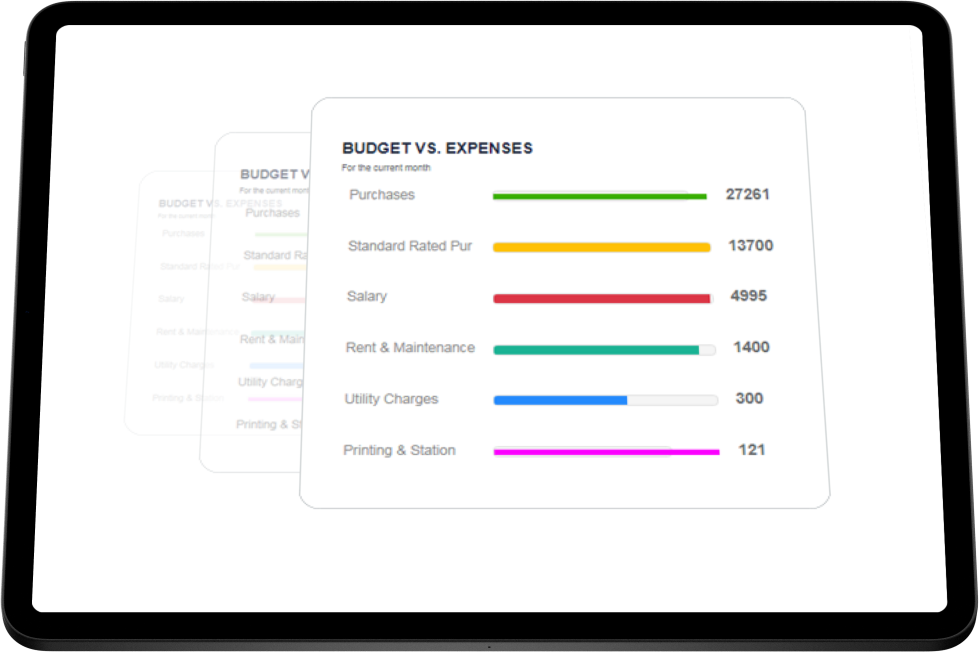 BUDGET VS. EXPENSES
For the current month
Purchases 27261
Standard Rated Pur 13700
Salary 4995
Rent & Maintenance 1400
Utility Charges 300
Printing & Station 121
BUDGET V
For the current mont
Purchases
Standard Ra
Salary
Rent & Main
Utility Charg
Printing & St
BUDGET VS. EXPENSES
For the current month
Purchases
Standard Rated Pur
Salary
Rent & Maintenance
Utility Charges
Printing & Station